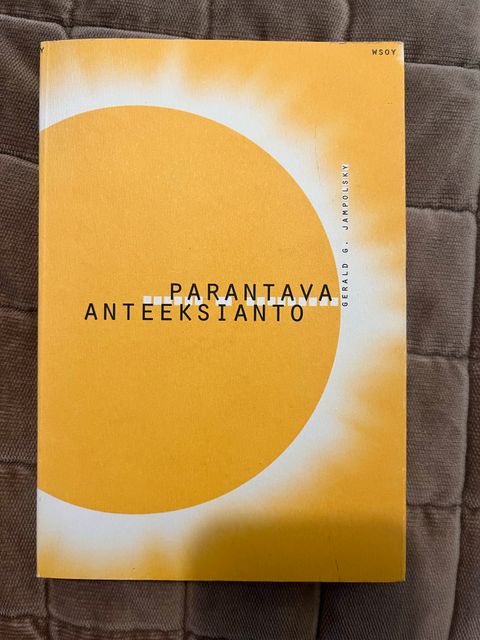 WSOY
GERALD G. JAMPOLSKY
PARANTAVA
ANTEEKSIANTO